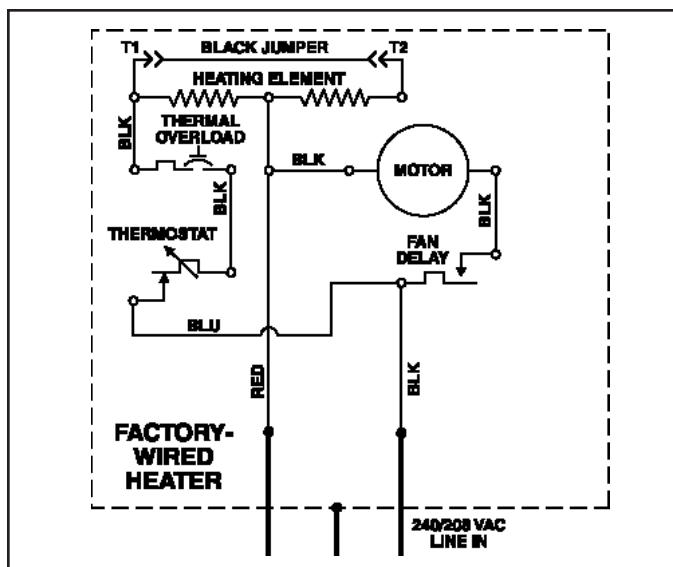 T1 BLACK JUMPER T2
HEATING ELEMENT
BLK
THERMAL
OVERLOAD
BLK
MOTOR
BLK
BLK
THERMOSTAT
FAN
DELAY
BLU
RED
BLK
FACTORY-
WIRED
HEATER
240/208 VAC
LINE IN